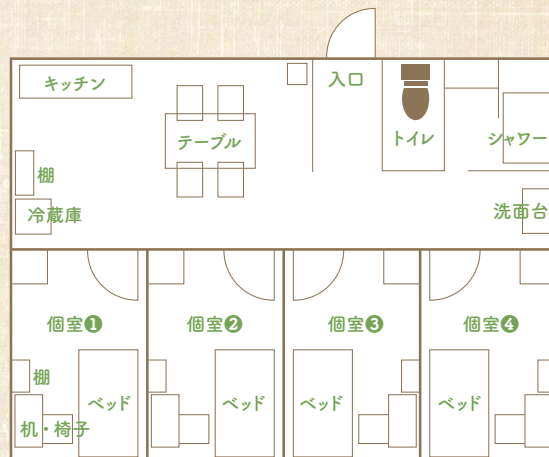 キッチン
入口
テーブル
トイレ
シャワー
棚
冷蔵庫
洗面台
個室❶
個室❷
個室❸
個室❹
棚
ベッド
ベッド
ベッド
ベッド
机・椅子